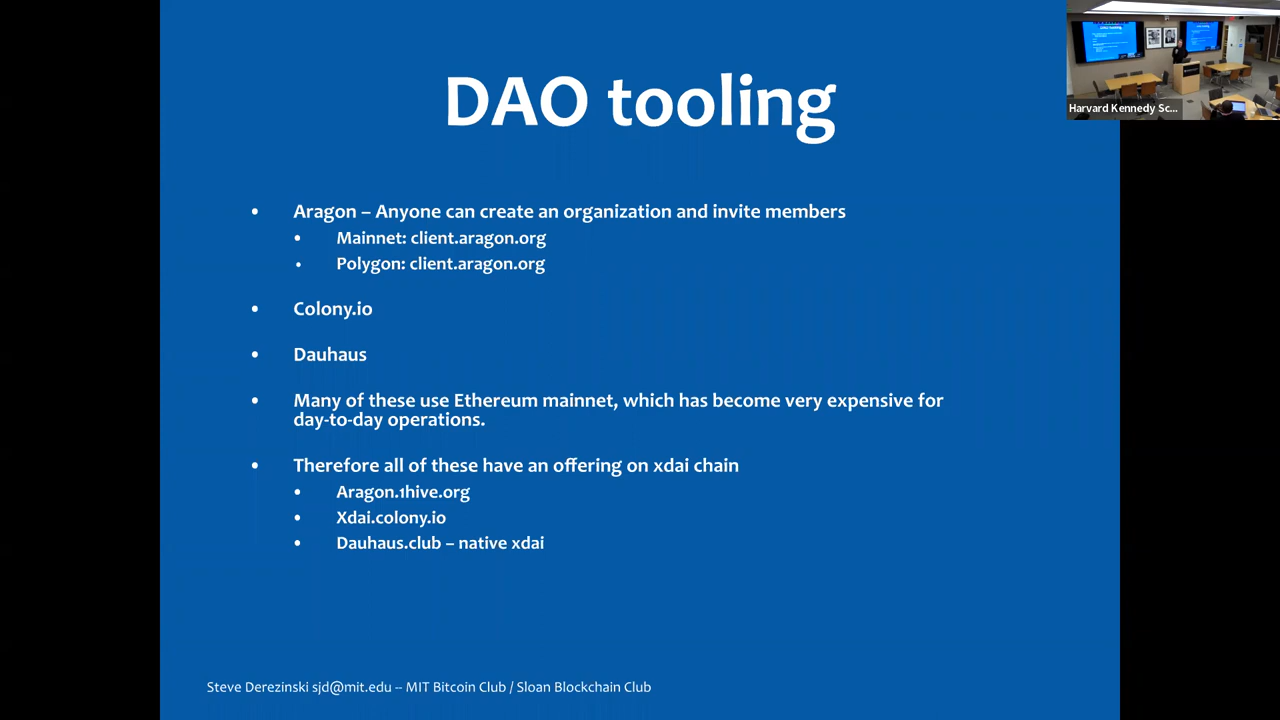 DAO tooling
Harvard Kennedy Sc...
• Aragon – Anyone can create an organization and invite members
• Mainnet: client.aragon.org
• Polygon: client.aragon.org
• Colony.io
• Dauhaus
• Many of these use Ethereum mainnet, which has become very expensive for
day-to-day operations.
• Therefore all of these have an offering on xdai chain
• Aragon.1hive.org
• Xdai.colony.io
• Dauhaus.club – native xdai
Steve Derezinski sjd@mit.edu – MIT Bitcoin Club / Sloan Blockchain Club